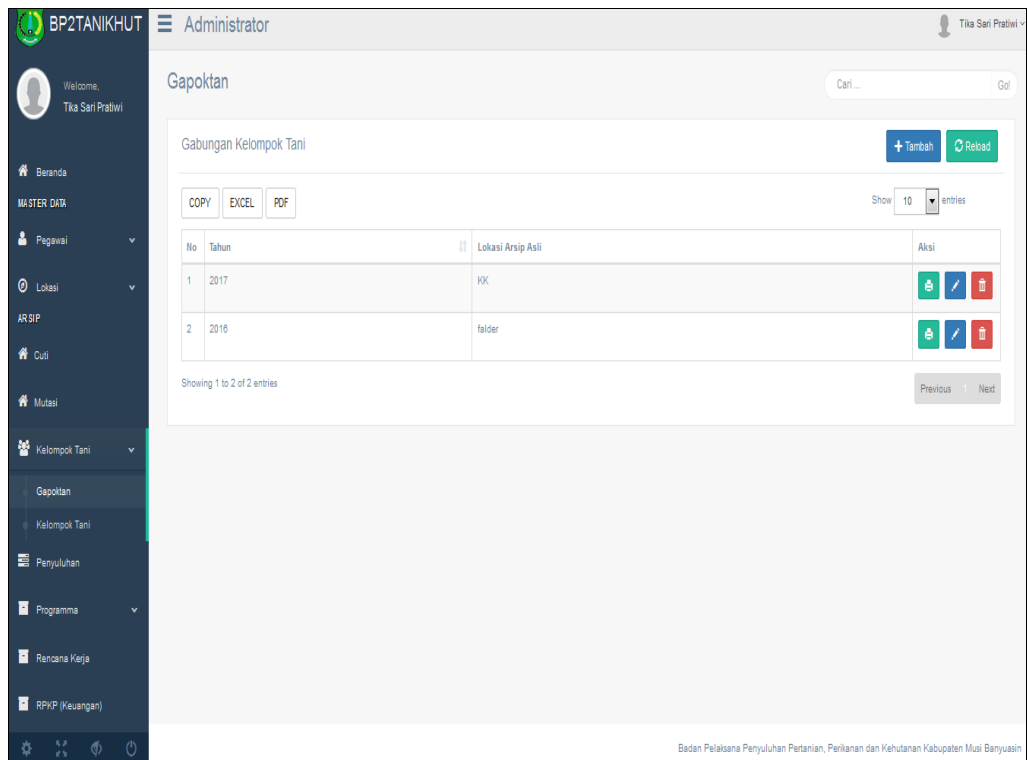 BP2TANIKHUT
Administrator
Tika Sari Pratiwi
Welcome,
Tika Sari Pratiwi
Beranda
MASTER DATA
Pegawai
Lokasi
ARSIP
Cuti
Mutasi
Kelompok Tani
Gapoktan
Kelompok Tani
Penyuluhan
Programma
Rencana Kerja
RPKP (Keuangan)
Gapoktan
Cari ...
Go!
Gabungan Kelompok Tani
Tambah
Reload
COPY EXCEL PDF
Show 10 entries
No Tahun Lokasi Arsip Asli Aksi
1 2017 KK
2 2016 falder
Showing 1 to 2 of 2 entries
Previous 1 Next
Badan Pelaksana Penyuluhan Pertanian, Perikanan dan Kehutanan Kabupaten Musi Banyuasin